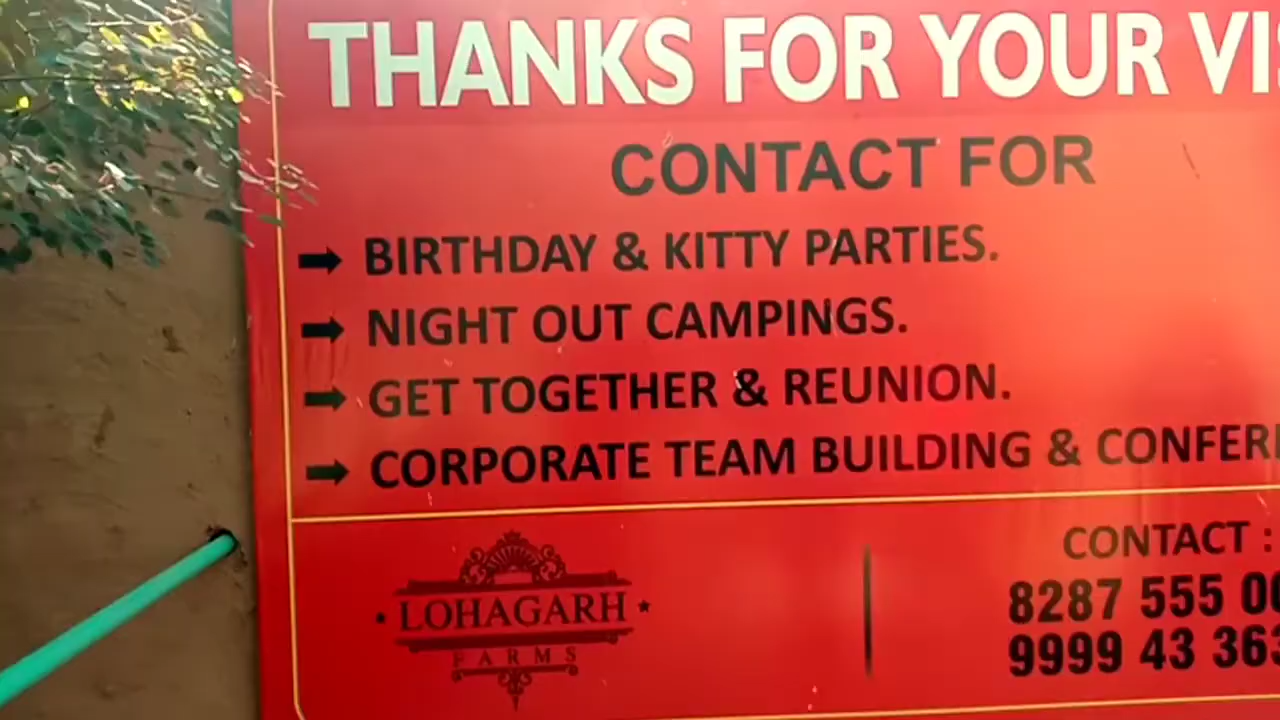 THANKS FOR YOUR
CONTACT FOR
BIRTHDAY & KITTY PARTIES.
NIGHT OUT CAMPINGS.
GET TOGETHER & REUNION.
CORPORATE TEAM BUILDING &
LOHAGARH
FARMS
CONTACT :
8287 555
9999 43 363